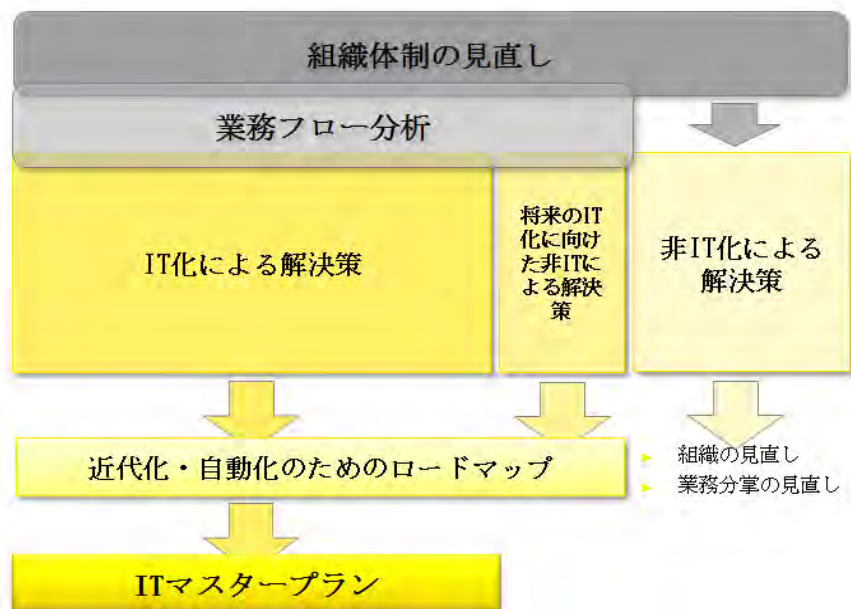 組織体制の見直し
業務フロー分析
IT化による解決策
将来のIT
化に向け
た非ITに
よる解決
策
非IT化による
解決策
近代化・自動化のためのロードマップ
組織の見直し
業務分掌の見直し
ITマスタープラン